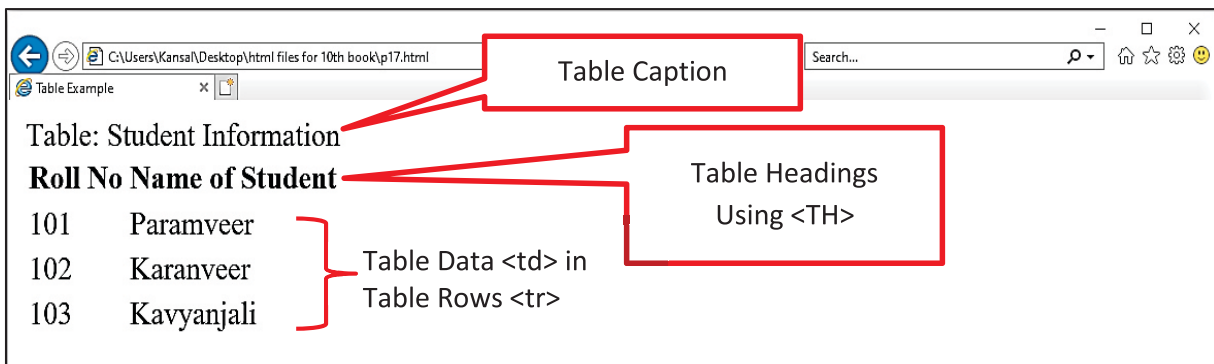 C:\Users\Kansal\Desktop\html files for 10th book\p17.html
Search...
Table Example
Table Caption
Table: Student Information
Roll No Name of Student
Table Headings
Using <TH>
101 Paramveer
102 Karanveer
103 Kavyanjali
Table Data <td> in
Table Rows <tr>